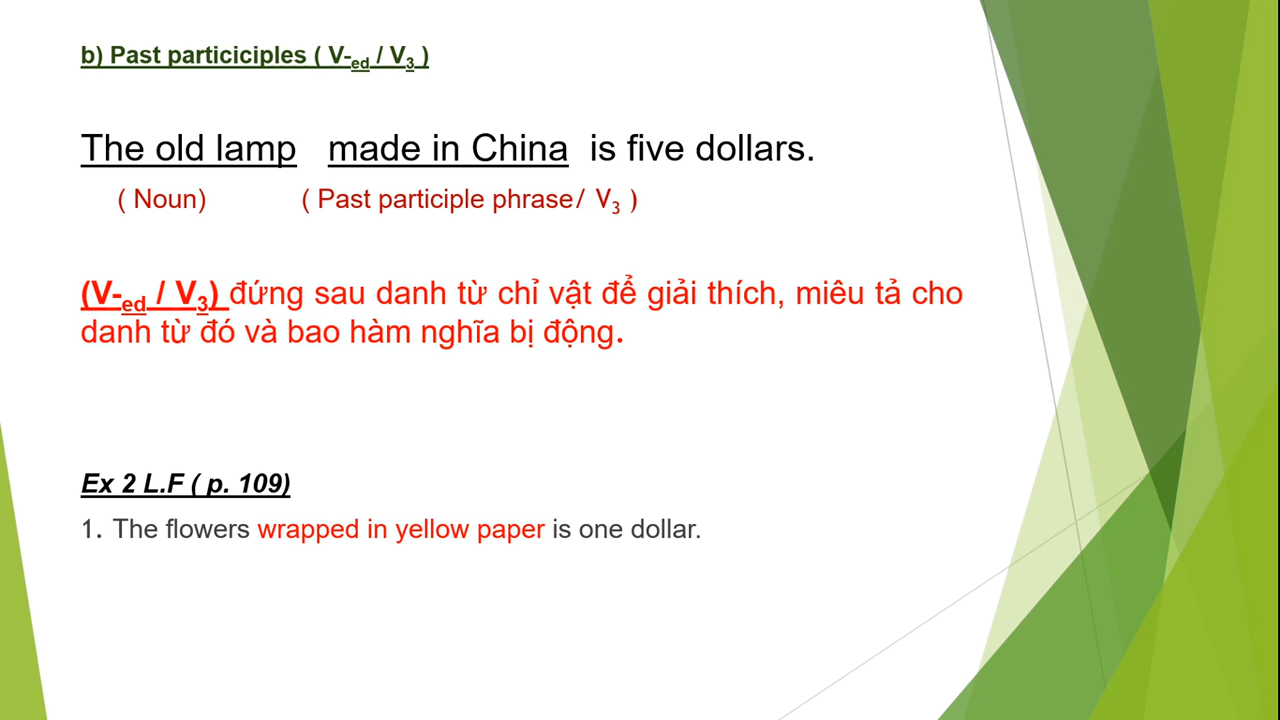 b) Past particiciples ( V-ed / V3 )
The old lamp made in China is five dollars.
( Noun) ( Past participle phrase/ V3 )
(V-ed / V3) đứng sau danh từ chỉ vật để giải thích, miêu tả cho
danh từ đó và bao hàm nghĩa bị động.
Ex 2 L.F ( p. 109)
1. The flowers wrapped in yellow paper is one dollar.